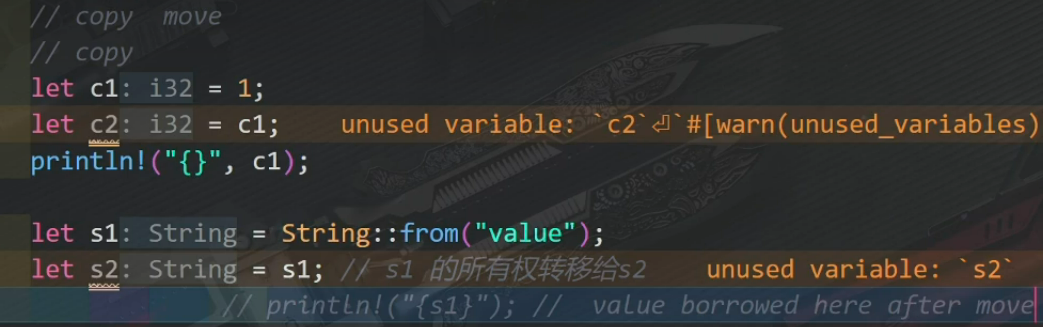 // copy  move
// copy
let c1: i32 = 1;
let c2: i32 = c1;    unused variable: `c2`⏎`#[warn(unused_variables)
println!("{}", c1);
let s1: String = String::from("value");
let s2: String = s1; // s1 的所有权转移给s2    unused variable: `s2`
// println!("{s1}"); //  value borrowed here after move